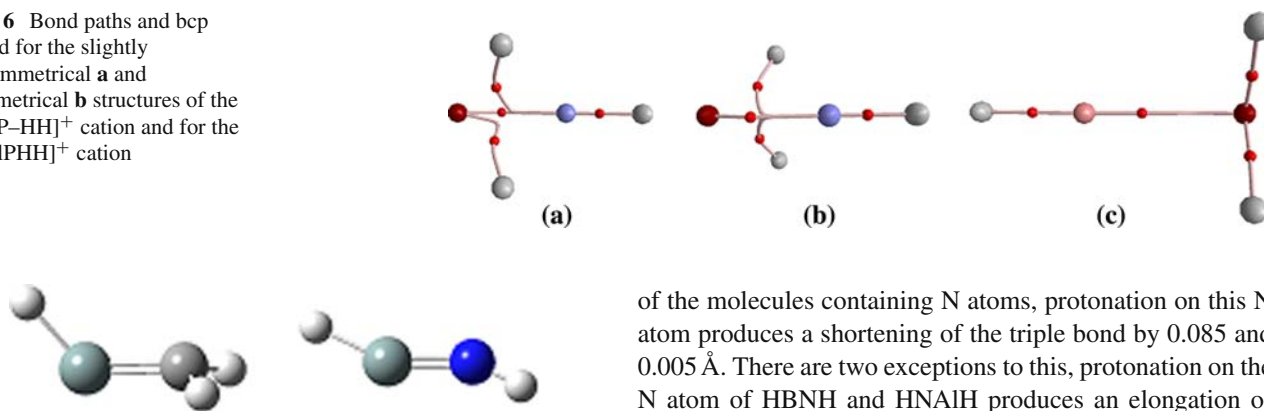 6 Bond paths and bcp
d for the slightly
mmetrical a and
metrical b structures of the
P–HH]+ cation and for the
lPHH]+ cation
(a) (b) (c)
of the molecules containing N atoms, protonation on this N
atom produces a shortening of the triple bond by 0.085 and
0.005 Å. There are two exceptions to this, protonation on the
N atom of HBNH and HNAlH produces an elongation o